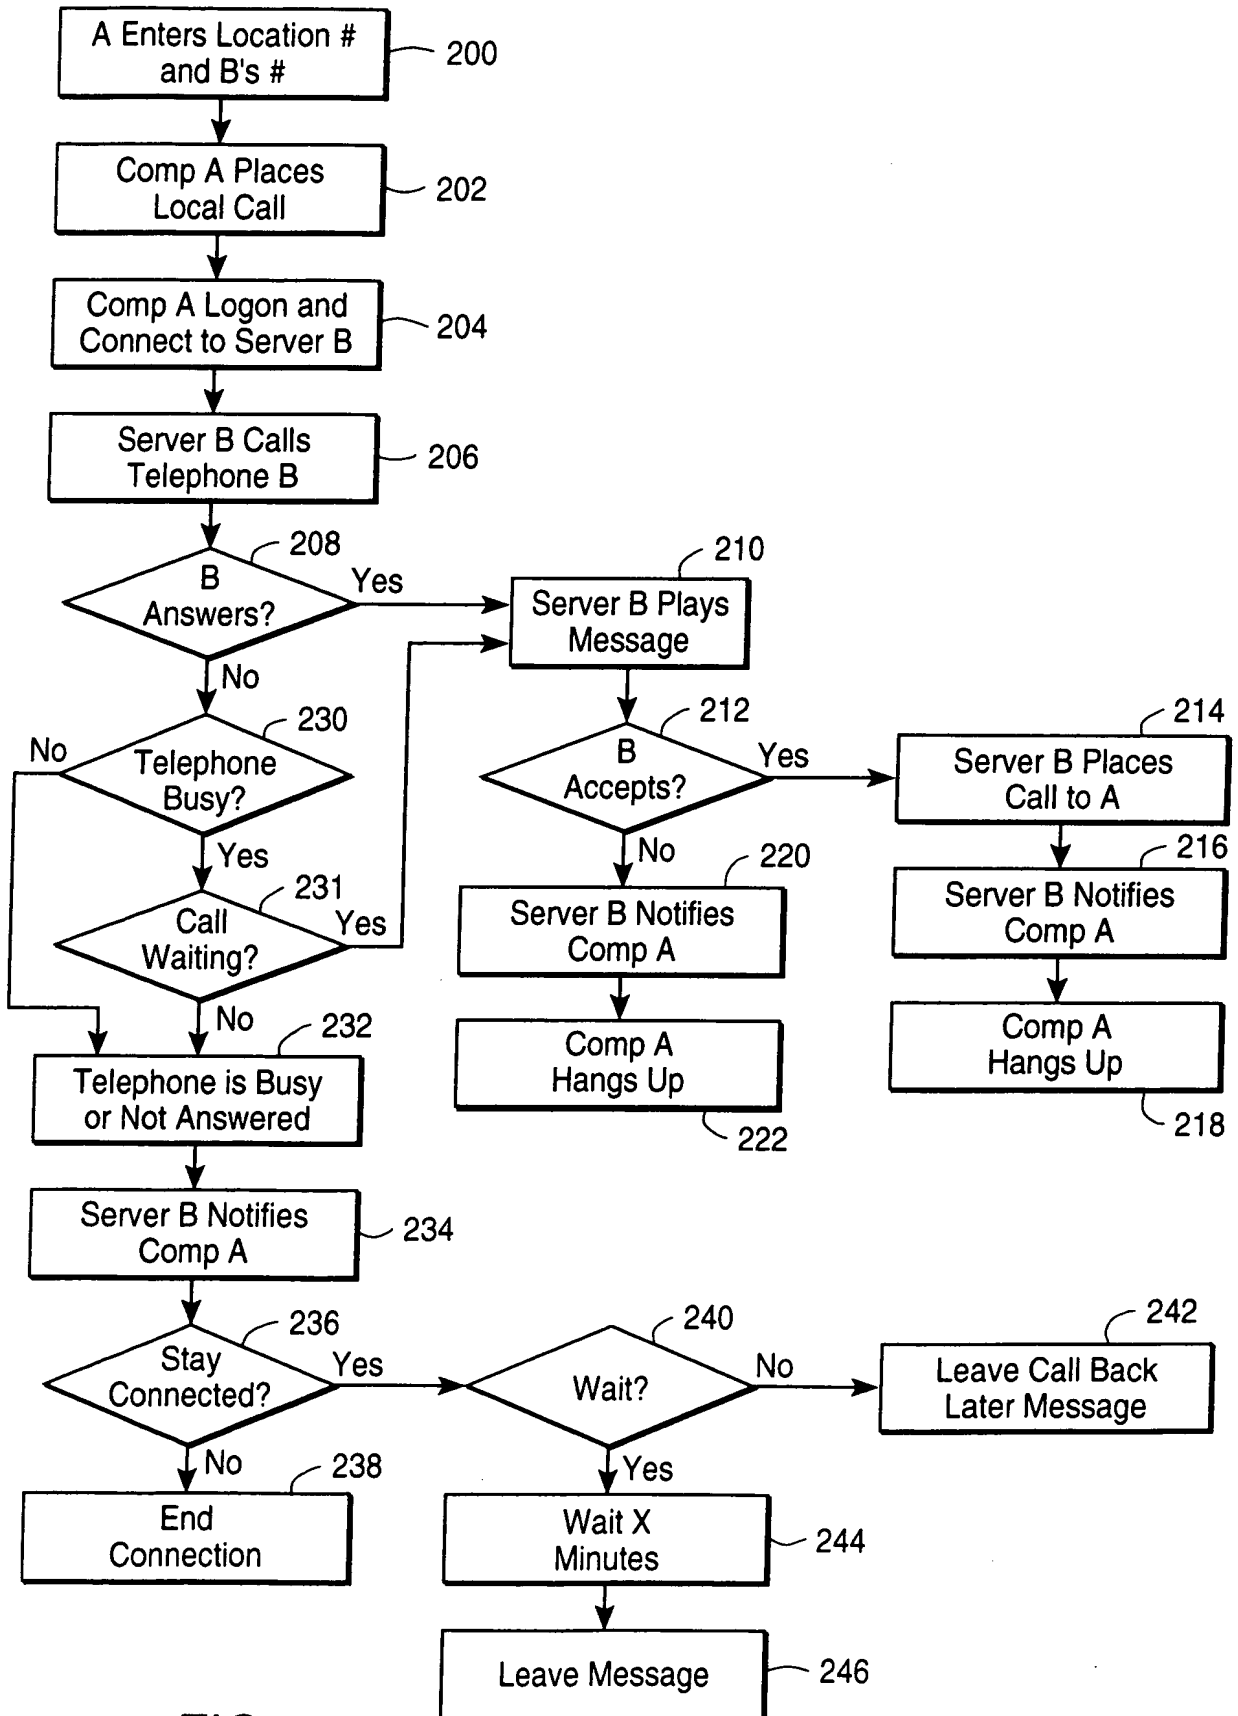 A Enters Location #
and B's #
200
Comp A Places
Local Call
202
Comp A Logon and
Connect to Server B
204
Server B Calls
Telephone B
206
B
Answers?
208
Yes
No
Server B Plays
Message
210
Telephone
Busy?
230
No
Yes
B
Accepts?
212
Yes
No
Server B Places
Call to A
214
Call
Waiting?
231
Yes
No
Server B Notifies
Comp A
220
Server B Notifies
Comp A
216
Comp A
Hangs Up
222
Comp A
Hangs Up
218
Telephone is Busy
or Not Answered
232
Server B Notifies
Comp A
234
Stay
Connected?
236
Yes
No
Wait?
240
No
Yes
Leave Call Back
Later Message
242
End
Connection
238
Wait X
Minutes
244
Leave Message
246